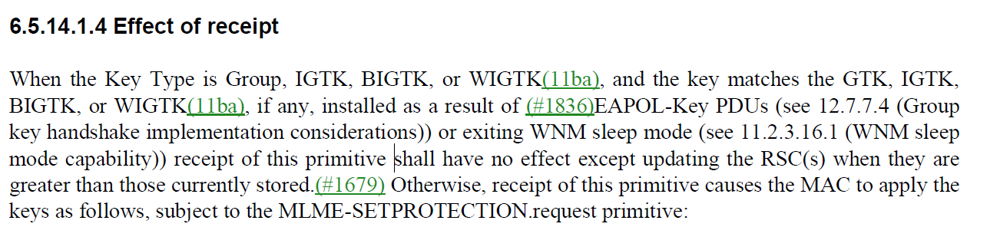 6.5.14.1.4 Effect of receipt
When the Key Type is Group, IGTK, BIGTK, or WIGTK(11ba), and the key matches the GTK, IGTK,
BIGTK, or WIGTK(11ba), if any, installed as a result of (#1836)EAPOL-Key PDUs (see 12.7.7.4 (Group
key handshake implementation considerations)) or exiting WNM sleep mode (see 11.2.3.16.1 (WNM sleep
mode capability)) receipt of this primitive shall have no effect except updating the RSC(s) when they are
greater than those currently stored.(#1679) Otherwise, receipt of this primitive causes the MAC to apply the
keys as follows, subject to the MLME-SETPROTECTION.request primitive: